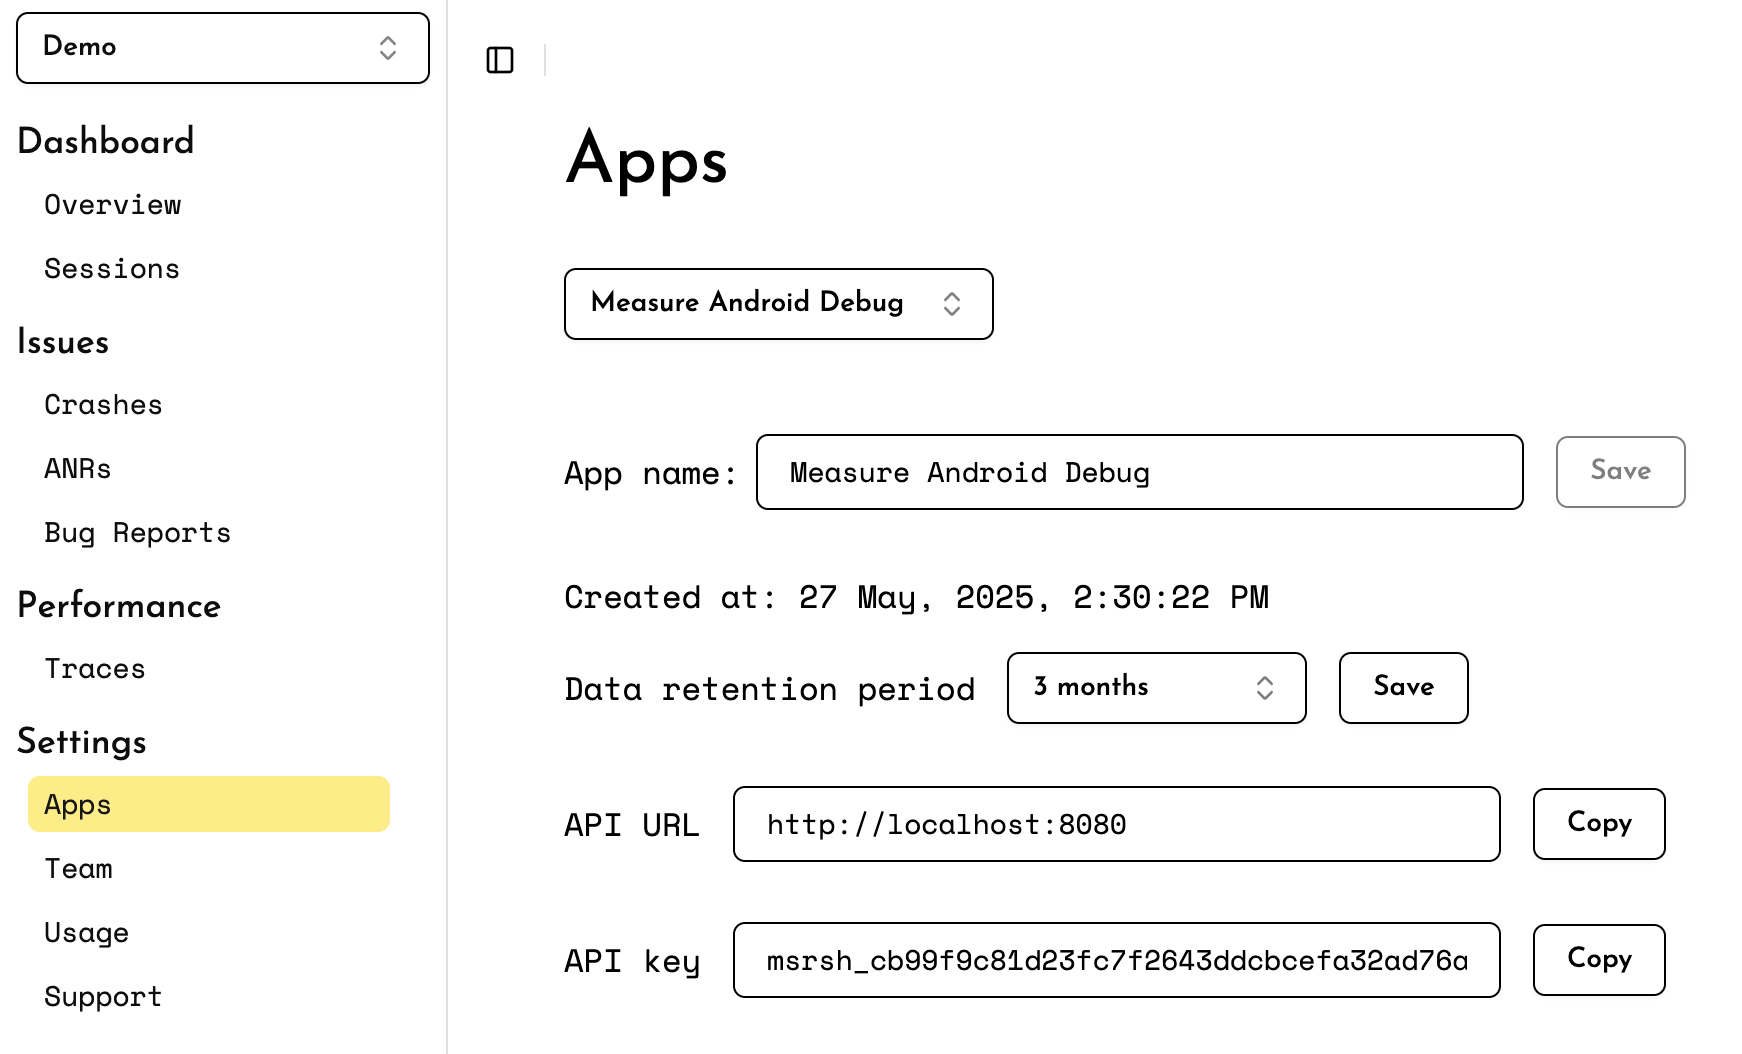 Demo
Dashboard
Overview
Sessions
Issues
Crashes
ANRs
Bug Reports
Performance
Traces
Settings
Apps
Team
Usage
Support
Apps
Measure Android Debug
App name: Measure Android Debug Save
Created at: 27 May, 2025, 2:30:22 PM
Data retention period 3 months Save
API URL http://localhost:8080 Copy
API key msrsh_cb99f9c81d23fc7f2643ddcbcefa32ad76a Copy